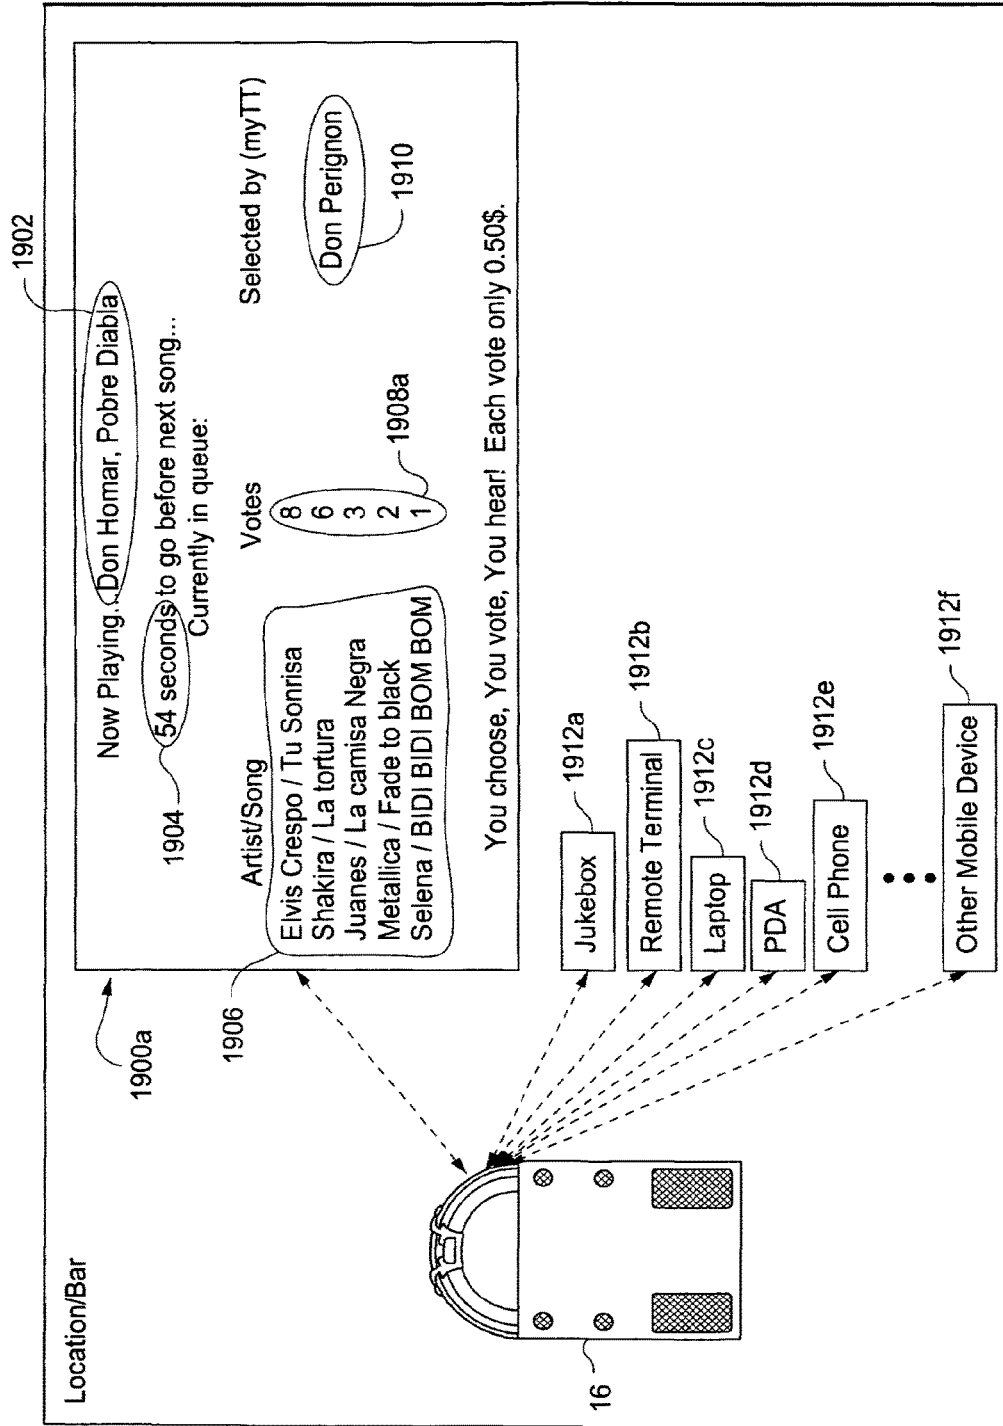 Location/Bar
16
1900a
1902
Now Playing...Don Homar, Pobre Diabla
54 seconds to go before next song...
1904
Currently in queue:
Artist/Song Votes Selected by (myTT)
1906
Elvis Crespo / Tu Sonrisa 8 Don Perignon
Shakira / La tortura 6
Juanes / La camisa Negra 3
Metallica / Fade to black 2
Selena / BIDI BIDI BOM BOM 1
1908a
1910
You choose, You vote, You hear! Each vote only 0.50$.
Jukebox 1912a
Remote Terminal 1912b
Laptop 1912c
PDA 1912d
Cell Phone 1912e
Other Mobile Device 1912f